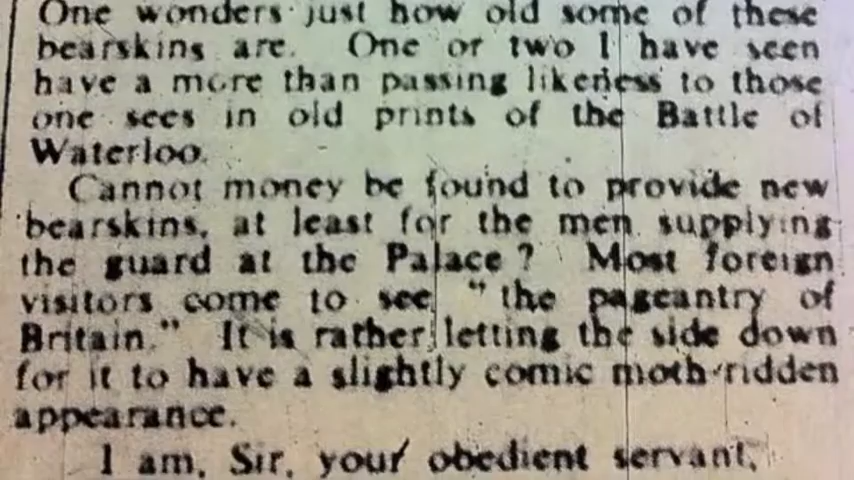 One wonders just how old some of these
bearskins are. One or two I have seen
have a more than passing likeness to those
one sees in old prints of the Battle of
Waterloo.
Cannot money be found to provide new
bearskins, at least for the men supplying
the guard at the Palace? Most foreign
visitors come to see "the pageantry of
Britain." It is rather letting the side down
for it to have a slightly comic moth-ridden
appearance.
I am, Sir, your obedient servant,